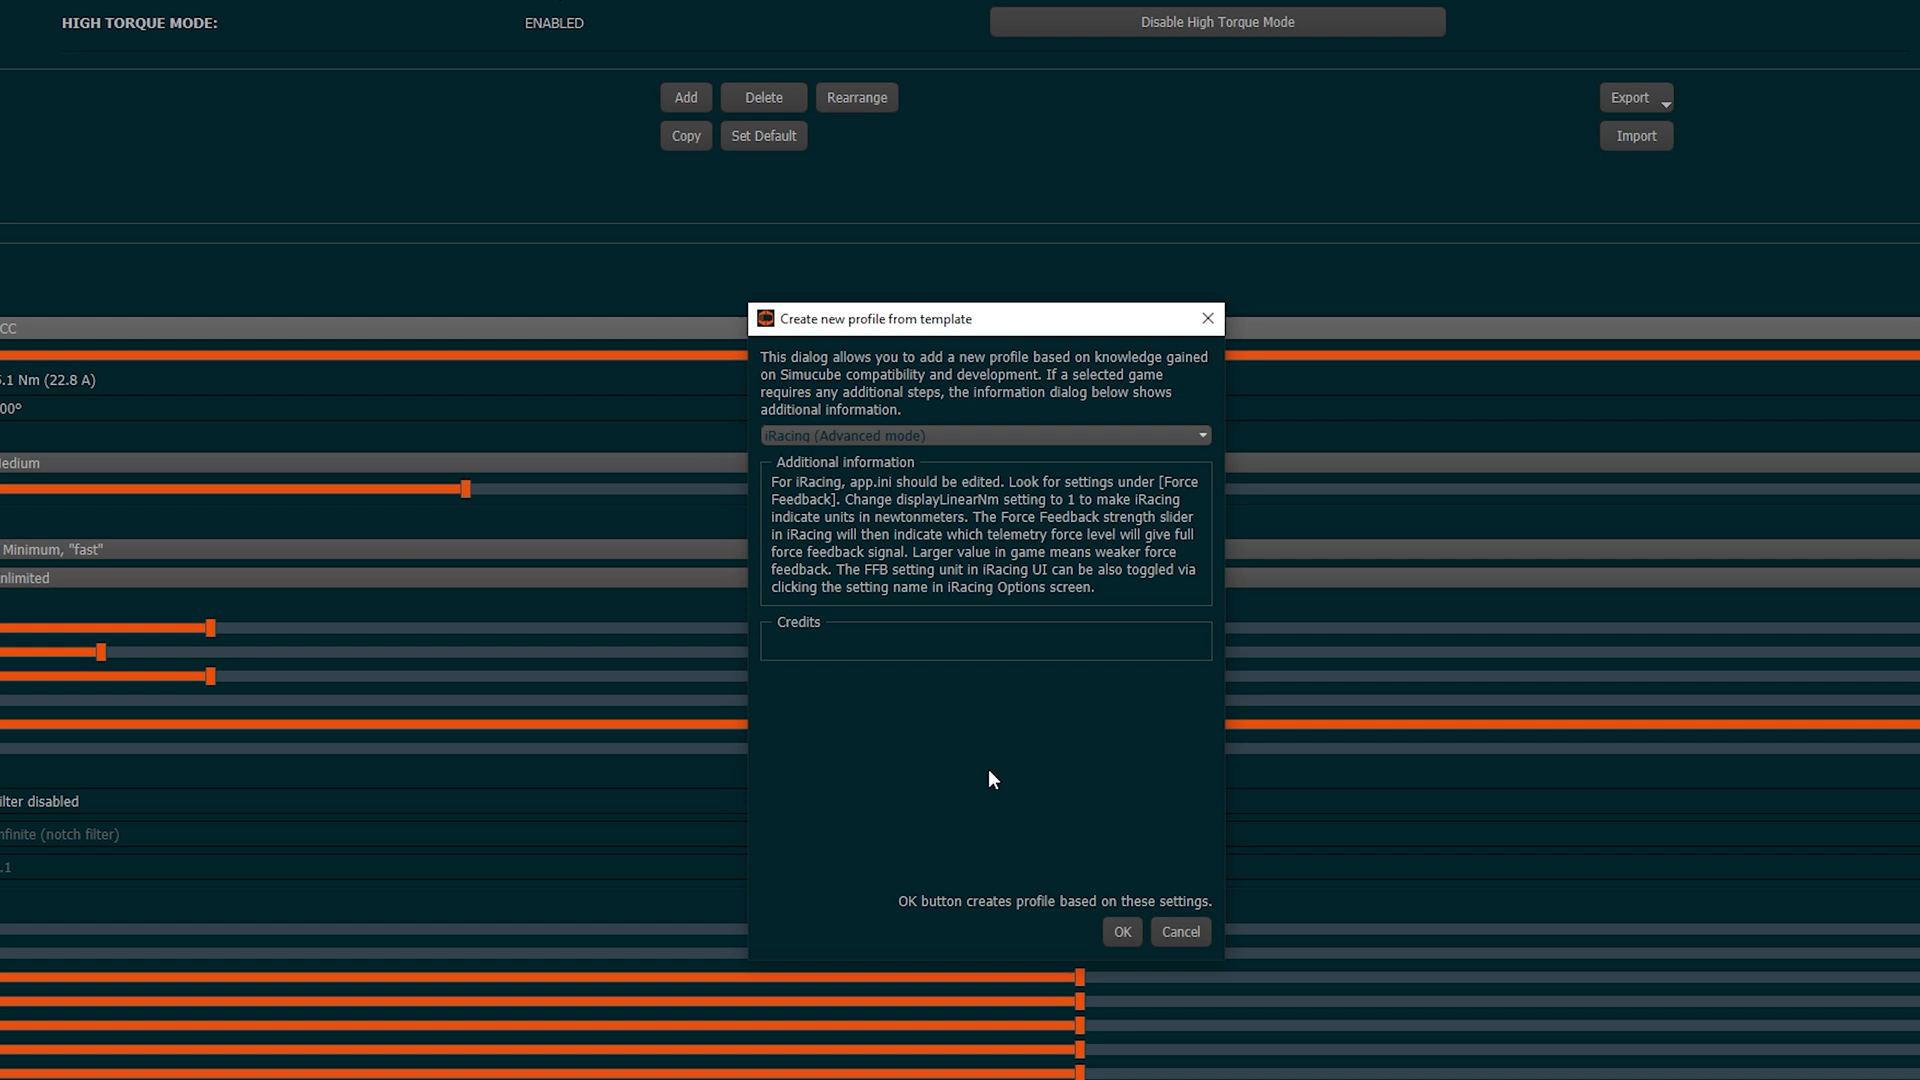 HIGH TORQUE MODE: ENABLED Disable High Torque Mode
Add Delete Rearrange Export
Copy Set Default Import
Create new profile from template
CC
This dialog allows you to add a new profile based on knowledge gained
on Simucube compatibility and development. If a selected game
requires any additional steps, the information dialog below shows
additional information.
.1 Nm (22.8 A)
00°
iRacing (Advanced mode)
edium
Additional information
For iRacing, app.ini should be edited. Look for settings under [Force
Feedback]. Change displayLinearNm setting to 1 to make iRacing
indicate units in newtonmeters. The Force Feedback strength slider
in iRacing will then indicate which telemetry force level will give full
force feedback signal. Larger value in game means weaker force
feedback. The FFB setting unit in iRacing UI can be also toggled via
clicking the setting name in iRacing Options screen.
Minimum, "fast"
nlimited
Credits
ilter disabled
nfinite (notch filter)
.1
OK button creates profile based on these settings.
OK Cancel